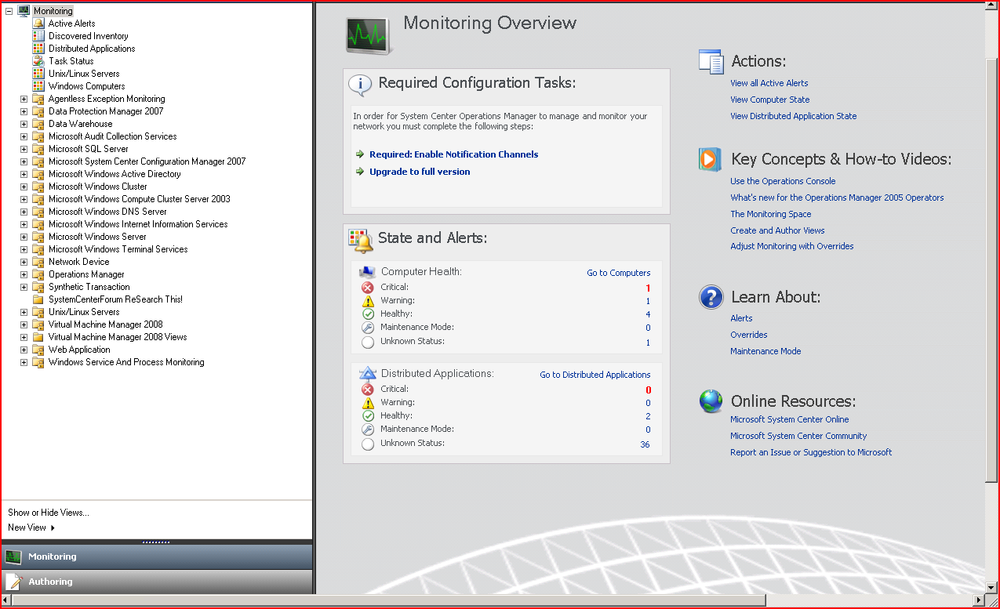 Monitoring
Active Alerts
Discovered Inventory
Distributed Applications
Task Status
Unix/Linux Servers
Windows Computers
Agentless Exception Monitoring
Data Protection Manager 2007
Data Warehouse
Microsoft Audit Collection Services
Microsoft SQL Server
Microsoft System Center Configuration Manager 2007
Microsoft Windows Active Directory
Microsoft Windows Cluster
Microsoft Windows Compute Cluster Server 2003
Microsoft Windows DNS Server
Microsoft Windows Internet Information Services
Microsoft Windows Server
Microsoft Windows Terminal Services
Network Device
Operations Manager
Synthetic Transaction
SystemCenterForum ReSearch This!
Unix/Linux Servers
Virtual Machine Manager 2008
Virtual Machine Manager 2008 Views
Web Application
Windows Service And Process Monitoring
Show or Hide Views...
New View
Monitoring
Authoring
Monitoring Overview
Required Configuration Tasks:
In order for System Center Operations Manager to manage and monitor your
network you must complete the following steps:
Required: Enable Notification Channels
Upgrade to full version
State and Alerts:
Computer Health: Go to Computers
Critical: 1
Warning: 1
Healthy: 4
Maintenance Mode: 0
Unknown Status: 1
Distributed Applications: Go to Distributed Applications
Critical: 0
Warning: 0
Healthy: 2
Maintenance Mode: 0
Unknown Status: 36
Actions:
View all Active Alerts
View Computer State
View Distributed Application State
Key Concepts & How-to Videos:
Use the Operations Console
What's new for the Operations Manager 2005 Operators
The Monitoring Space
Create and Author Views
Adjust Monitoring with Overrides
Learn About:
Alerts
Overrides
Maintenance Mode
Online Resources:
Microsoft System Center Online
Microsoft System Center Community
Report an Issue or Suggestion to Microsoft